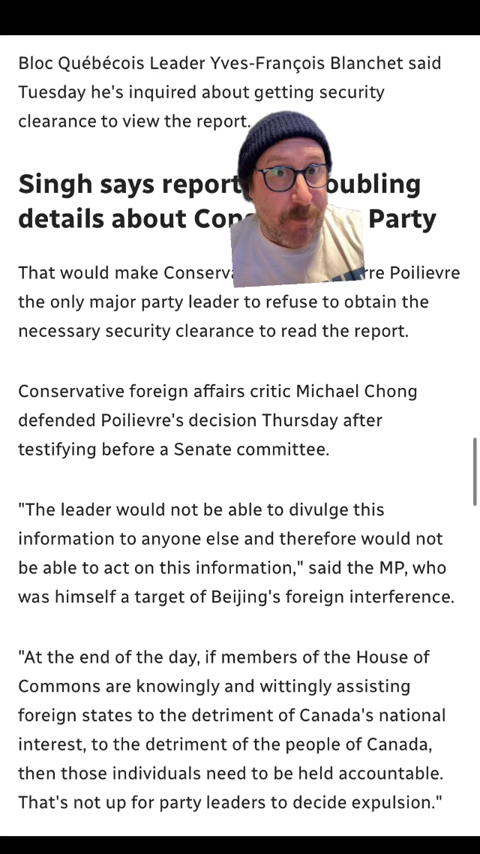 Bloc Québécois Leader Yves-François Blanchet said
Tuesday he's inquired about getting security
clearance to view the report.
Singh says report oubling
details about Con Party
That would make Conserva rre Poilievre
the only major party leader to refuse to obtain the
necessary security clearance to read the report.
Conservative foreign affairs critic Michael Chong
defended Poilievre's decision Thursday after
testifying before a Senate committee.
"The leader would not be able to divulge this
information to anyone else and therefore would not
be able to act on this information," said the MP, who
was himself a target of Beijing's foreign interference.
"At the end of the day, if members of the House of
Commons are knowingly and wittingly assisting
foreign states to the detriment of Canada's national
interest, to the detriment of the people of Canada,
then those individuals need to be held accountable.
That's not up for party leaders to decide expulsion."